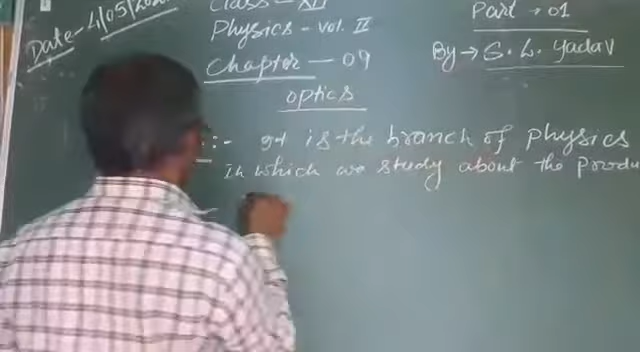 Date-4/05/20
Class - XII
Physics - Vol. II
Chapter - 09
Part → 01
By → S. L. Yadav
optics
:- It is the branch of Physics
in which we study about the Produ